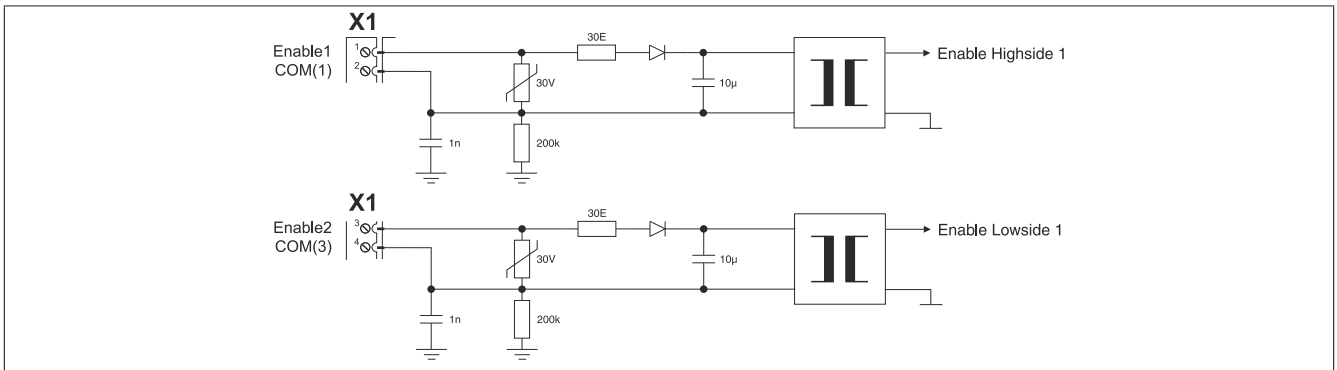 X1
Enable1
COM(1)
1
2
30E
30V
10µ
1n
200k
Enable Highside 1
X1
Enable2
COM(3)
3
4
30E
30V
10µ
1n
200k
Enable Lowside 1